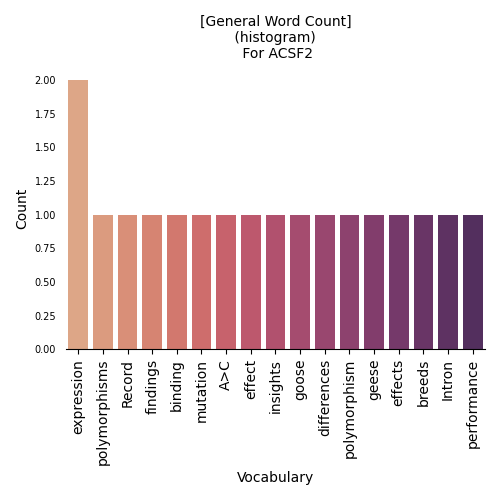 [General Word Count]
(histogram)
For ACSF2
Count
2.00
1.75
1.50
1.25
1.00
0.75
0.50
0.25
0.00
expression
polymorphisms
Record
findings
binding
mutation
A>C
effect
insights
goose
differences
polymorphism
geese
effects
breeds
Intron
performance
Vocabulary